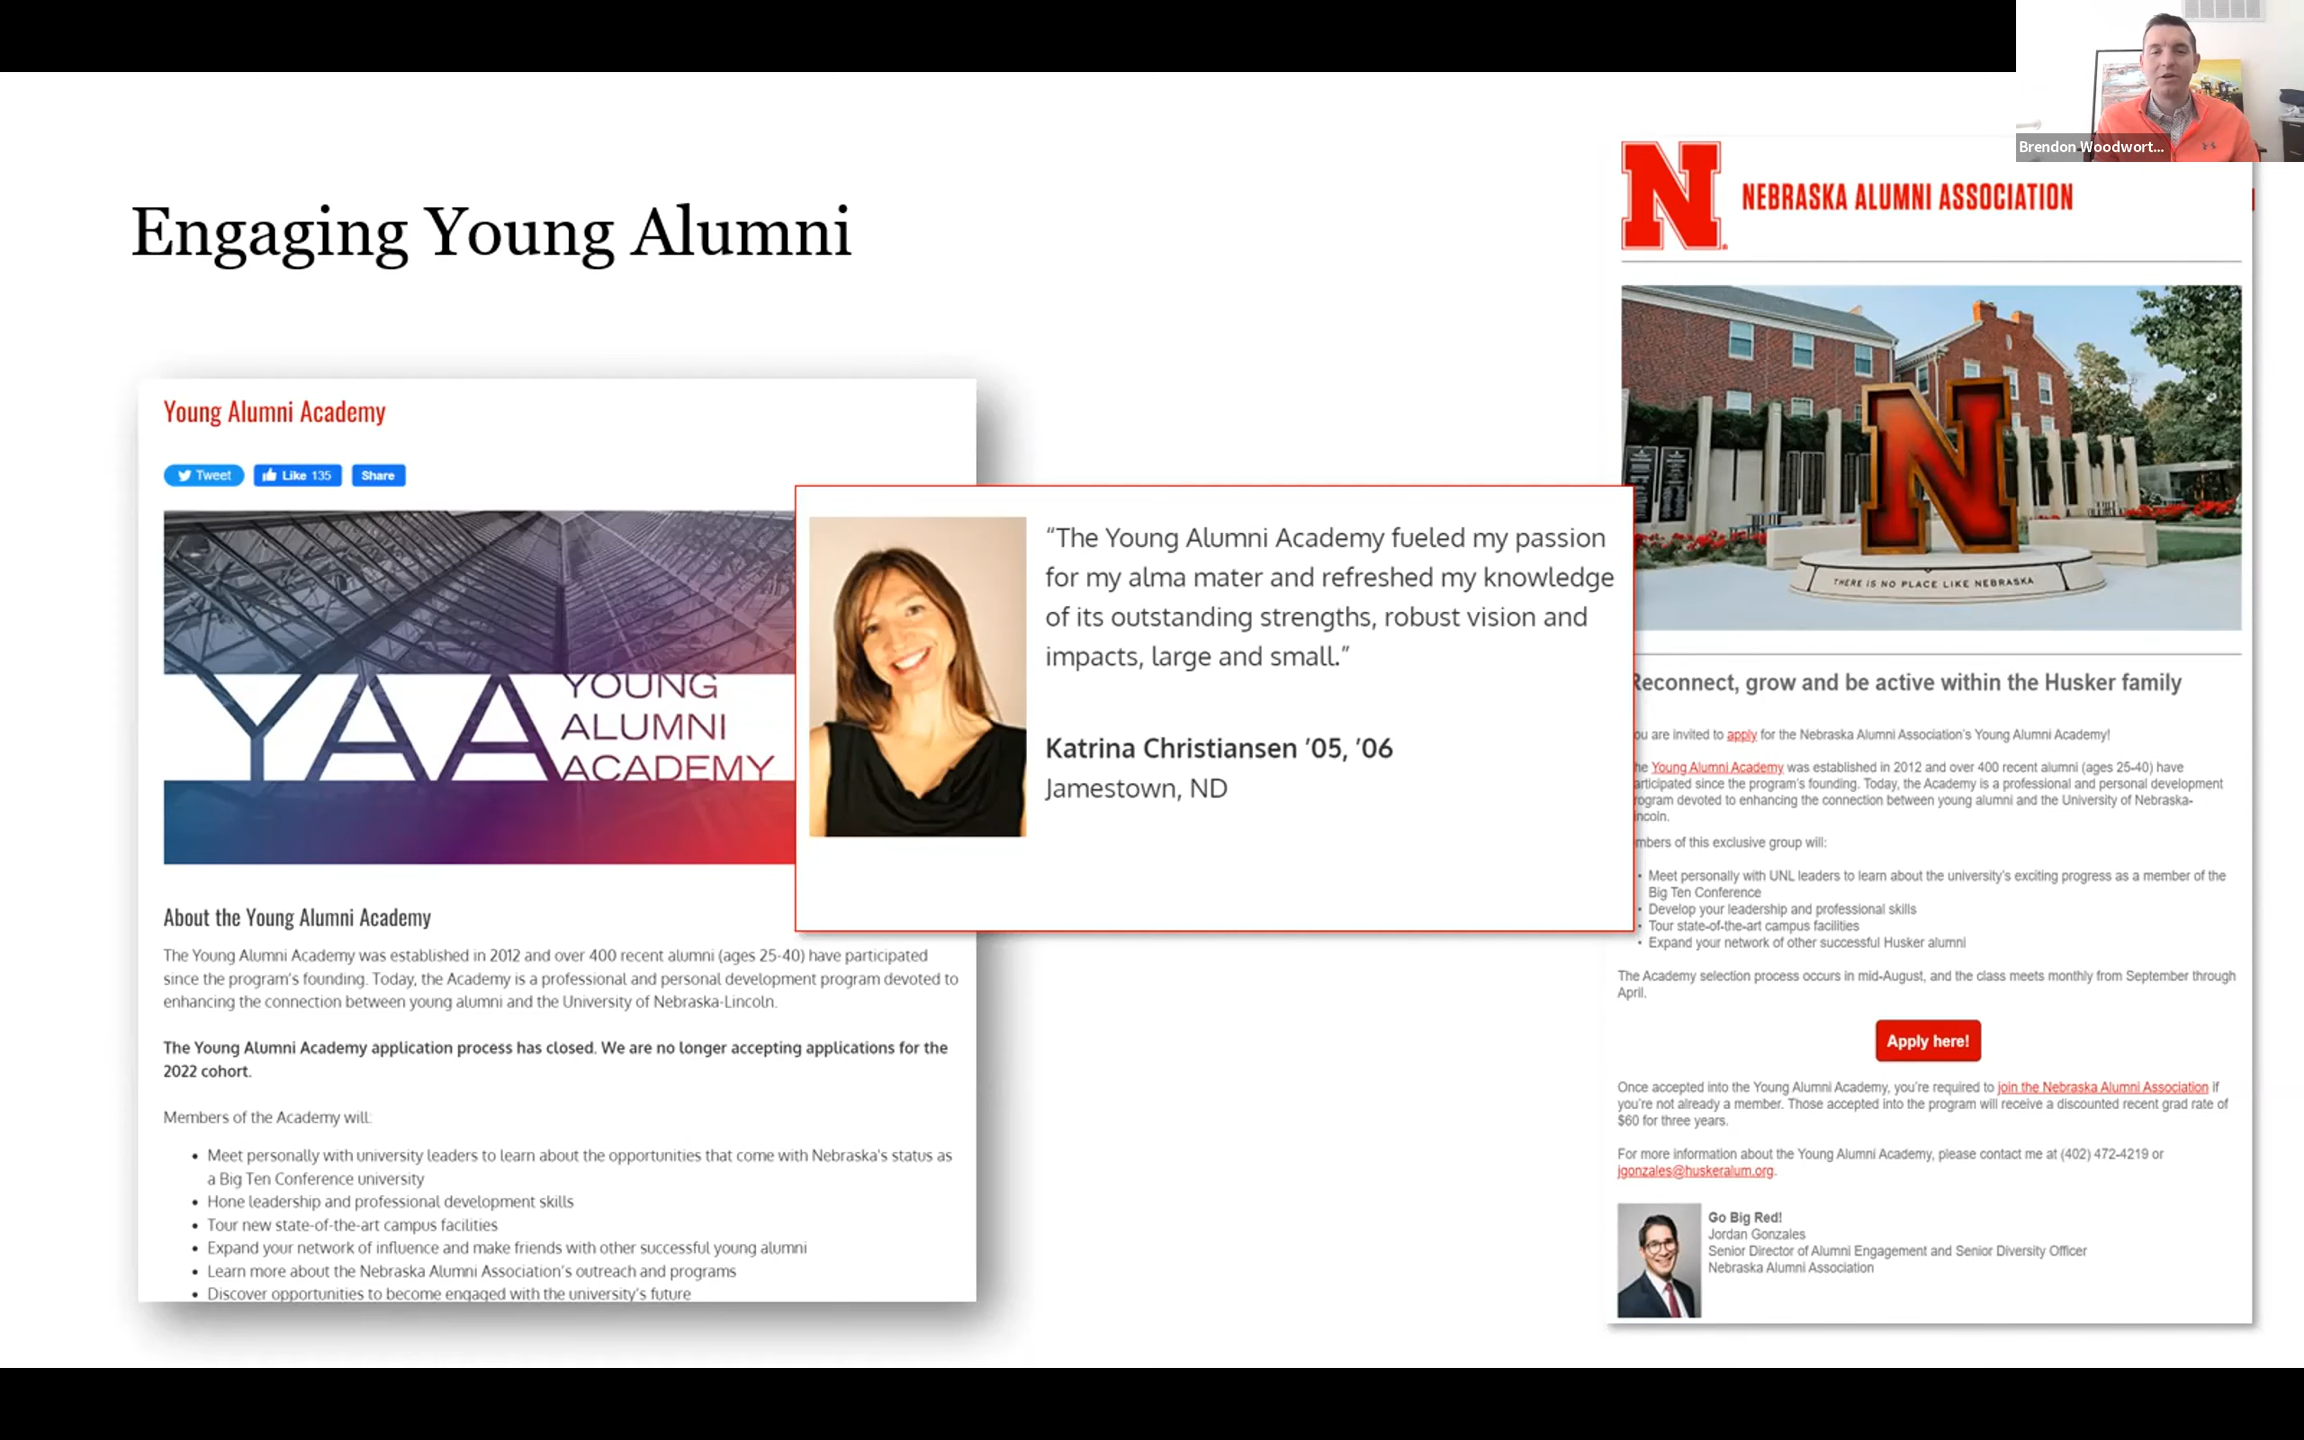 Brendon Woodwort...
Engaging Young Alumni
Young Alumni Academy
Tweet Like 135 Share
YAA YOUNG
ALUMNI
ACADEMY
About the Young Alumni Academy
The Young Alumni Academy was established in 2012 and over 400 recent alumni (ages 25-40) have participated
since the program's founding. Today, the Academy is a professional and personal development program devoted to
enhancing the connection between young alumni and the University of Nebraska-Lincoln.
The Young Alumni Academy application process has closed. We are no longer accepting applications for the
2022 cohort.
Members of the Academy will:
• Meet personally with university leaders to learn about the opportunities that come with Nebraska's status as
a Big Ten Conference university
• Hone leadership and professional development skills
• Tour new state-of-the-art campus facilities
• Expand your network of influence and make friends with other successful young alumni
• Learn more about the Nebraska Alumni Association's outreach and programs
• Discover opportunities to become engaged with the university's future
“The Young Alumni Academy fueled my passion
for my alma mater and refreshed my knowledge
of its outstanding strengths, robust vision and
impacts, large and small.”
Katrina Christiansen ’05, ’06
Jamestown, ND
N
NEBRASKA ALUMNI ASSOCIATION
N
THERE IS NO PLACE LIKE NEBRASKA
Reconnect, grow and be active within the Husker family
ou are invited to apply for the Nebraska Alumni Association's Young Alumni Academy!
he Young Alumni Academy was established in 2012 and over 400 recent alumni (ages 25-40) have
articipated since the program's founding. Today, the Academy is a professional and personal development
rogram devoted to enhancing the connection between young alumni and the University of Nebraska-
incoln.
mbers of this exclusive group will:
• Meet personally with UNL leaders to learn about the university's exciting progress as a member of the
Big Ten Conference
• Develop your leadership and professional skills
• Tour state-of-the-art campus facilities
• Expand your network of other successful Husker alumni
The Academy selection process occurs in mid-August, and the class meets monthly from September through
April.
Apply here!
Once accepted into the Young Alumni Academy, you're required to join the Nebraska Alumni Association if
you're not already a member. Those accepted into the program will receive a discounted recent grad rate of
$60 for three years.
For more information about the Young Alumni Academy, please contact me at (402) 472-4219 or
jgonzales@huskeralum.org.
Go Big Red!
Jordan Gonzales
Senior Director of Alumni Engagement and Senior Diversity Officer
Nebraska Alumni Association